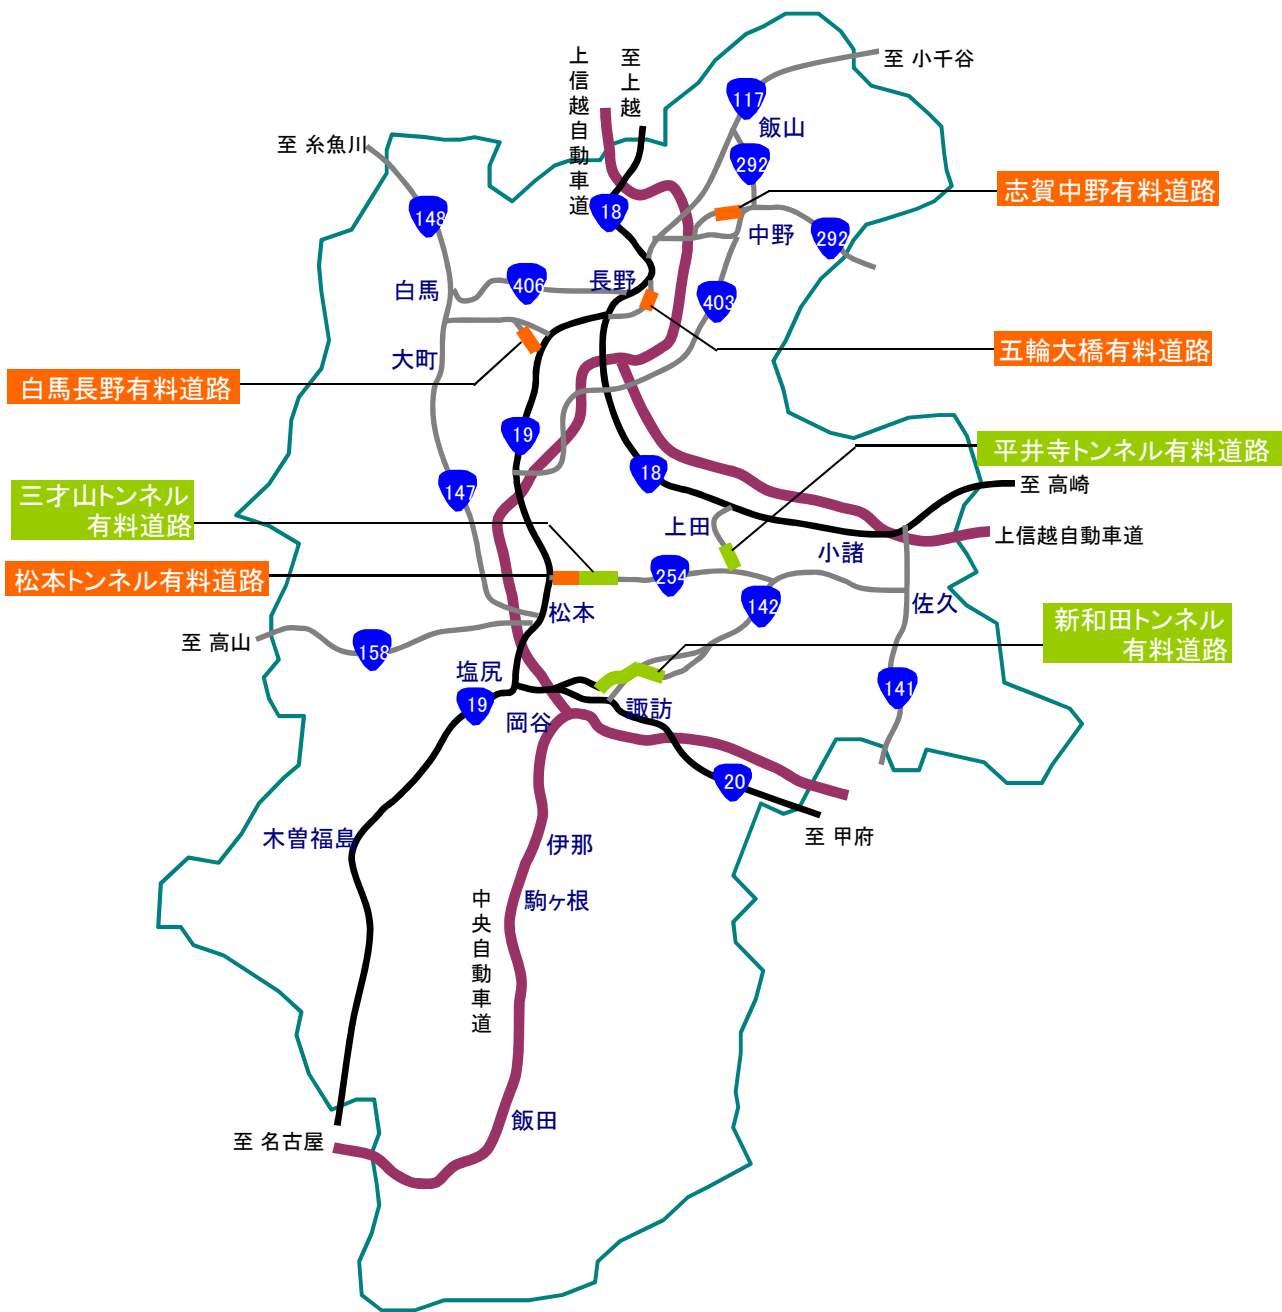 上信越自動車道
至上越
至 小千谷
117
飯山
至 糸魚川
292
志賀中野有料道路
148
18
中野
292
長野
406
白馬
403
五輪大橋有料道路
大町
白馬長野有料道路
19
平井寺トンネル有料道路
18
147
至 高崎
三才山トンネル
有料道路
上田
小諸
上信越自動車道
松本トンネル有料道路
254
松本
142
佐久
新和田トンネル
有料道路
至 高山
158
塩尻
141
19
岡谷
諏訪
20
至 甲府
木曽福島
伊那
駒ヶ根
中央自動車道
飯田
至 名古屋